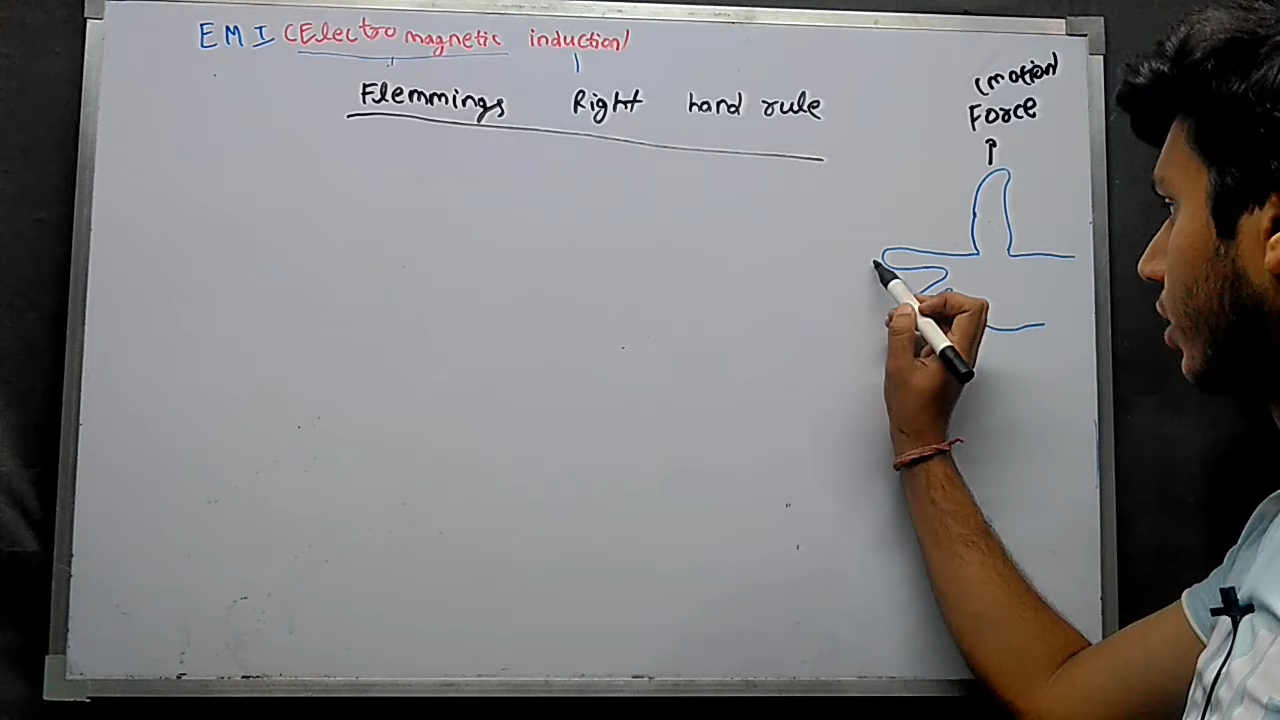 EMI (Electro magnetic induction)
Flemmings Right hand rule
(motion)
Force